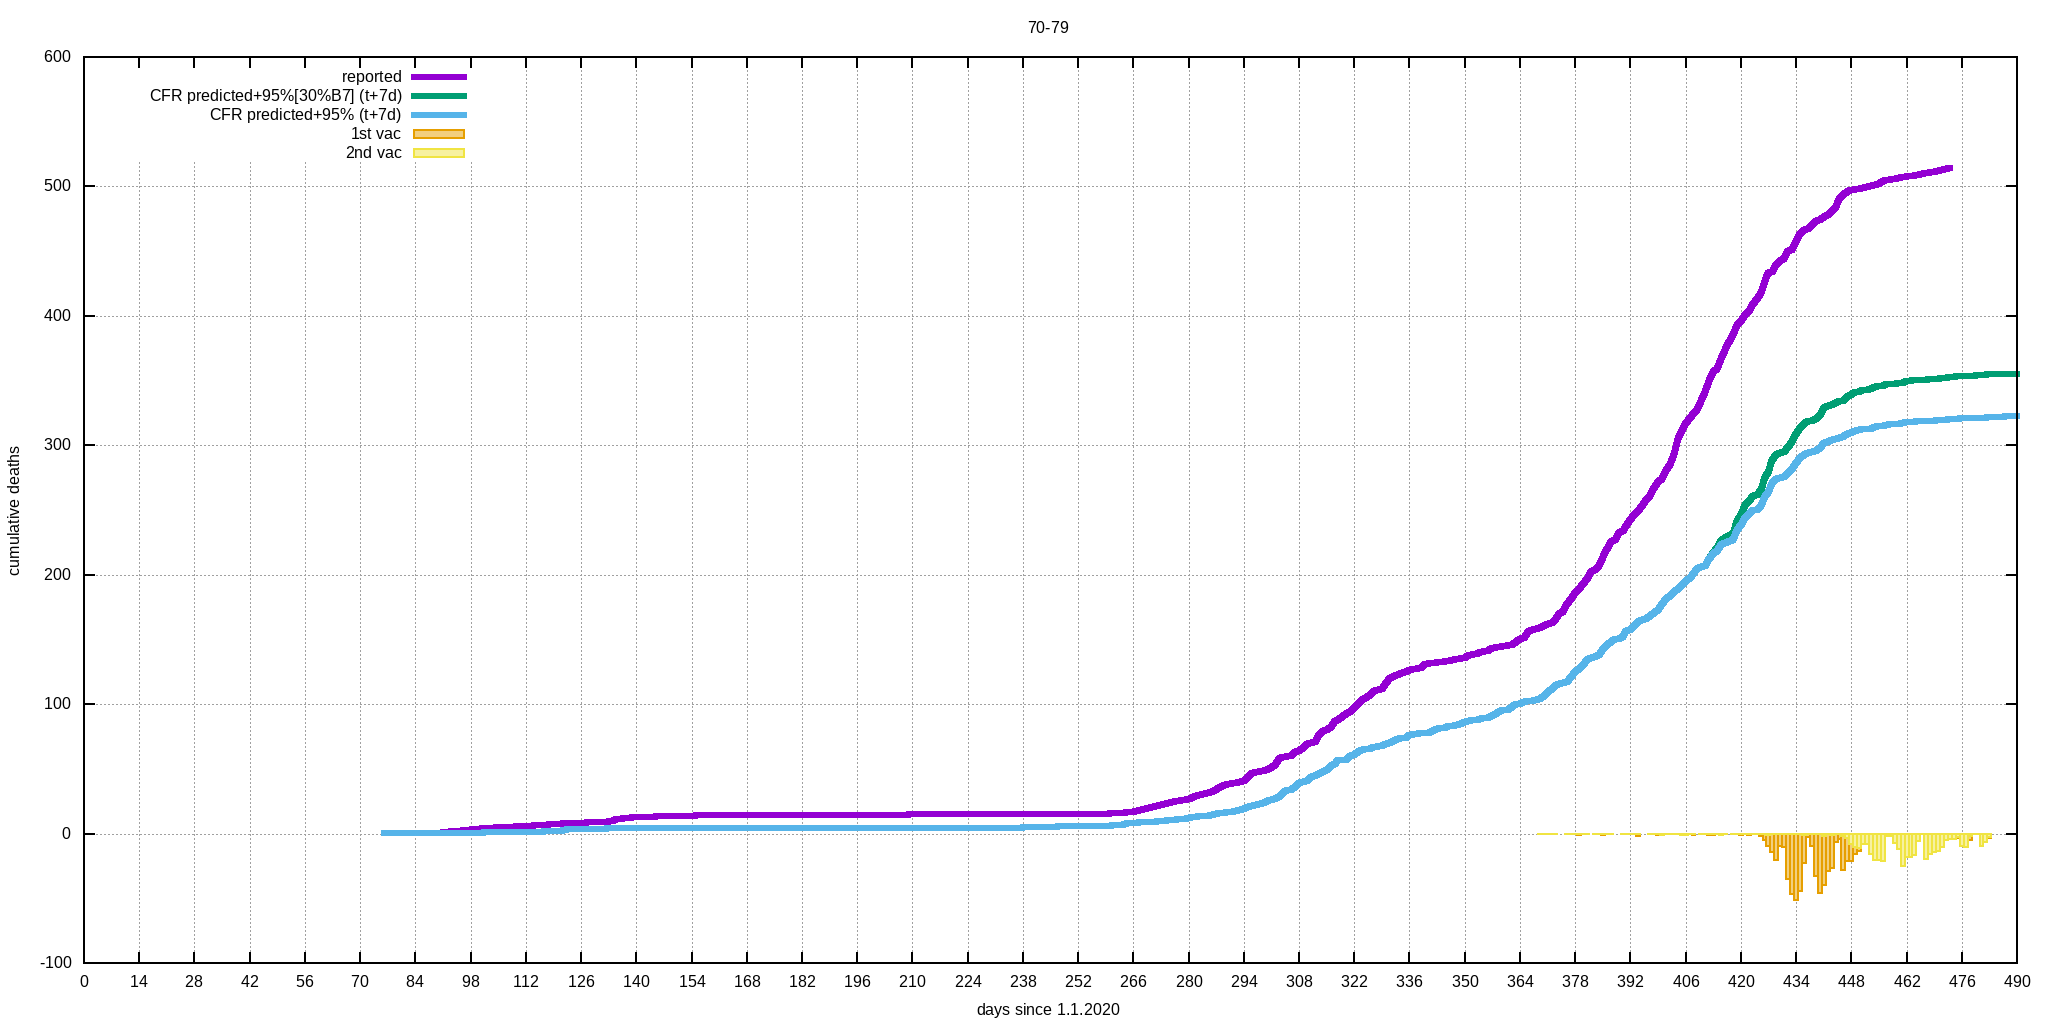 70-79
600
reported
CFR predicted+95%[30%B7] (t+7d)
CFR predicted+95% (t+7d)
1st vac
2nd vac
500
400
300
200
100
0
-100
cumulative deaths
0 14 28 42 56 70 84 98 112 126 140 154 168 182 196 210 224 238 252 266 280 294 308 322 336 350 364 378 392 406 420 434 448 462 476 490
days since 1.1.2020